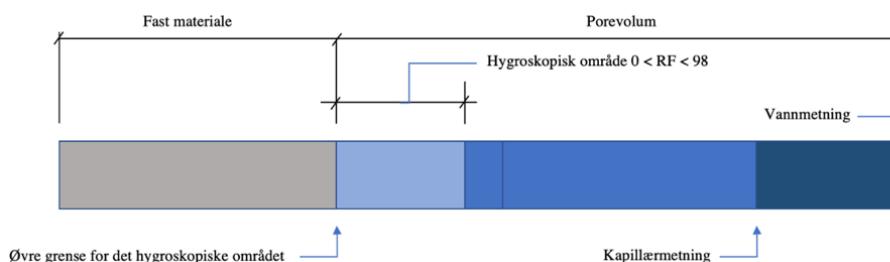 Fast materiale
Porevolum
Hygroskopisk område 0 < RF < 98
Vannmetning
Øvre grense for det hygroskopiske området
Kapillærmetning